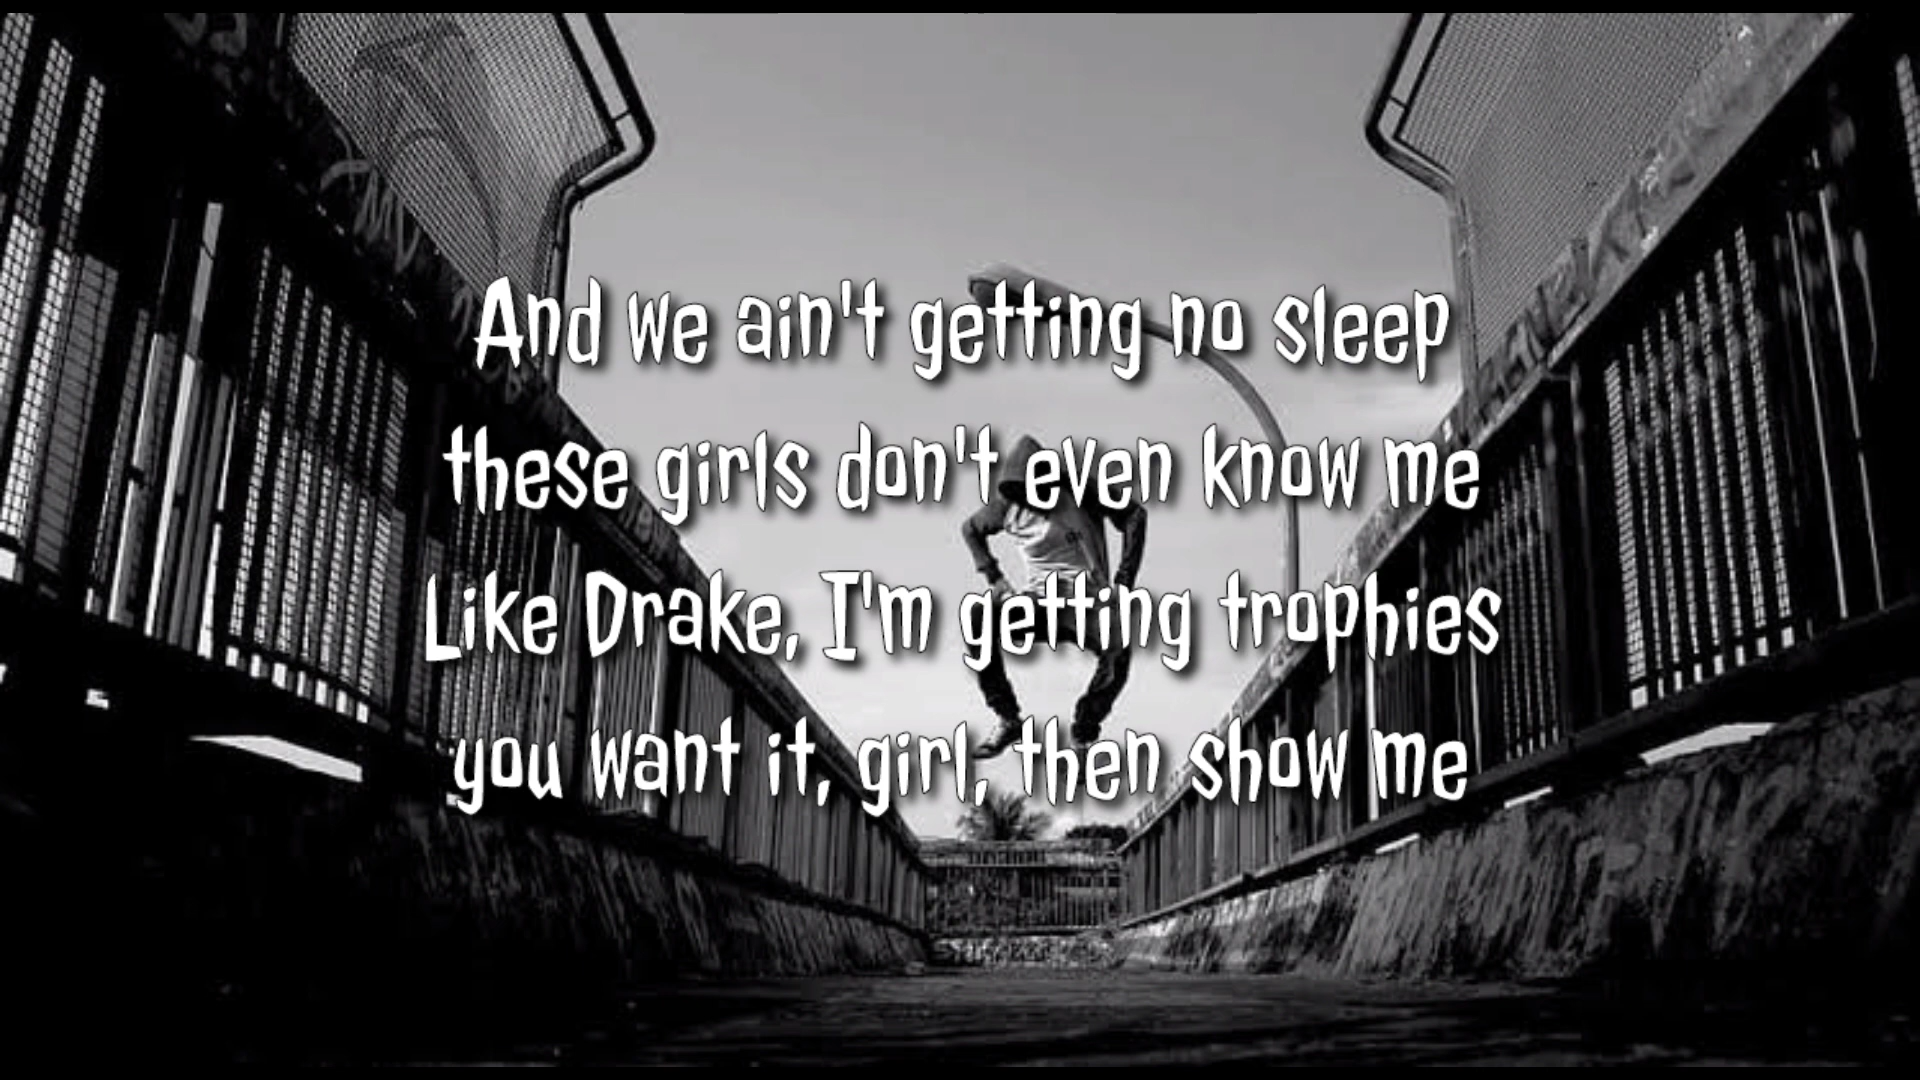 And we ain't getting no sleep
these girls don't even know me
Like Drake, I'm getting trophies
you want it, girl, then show me